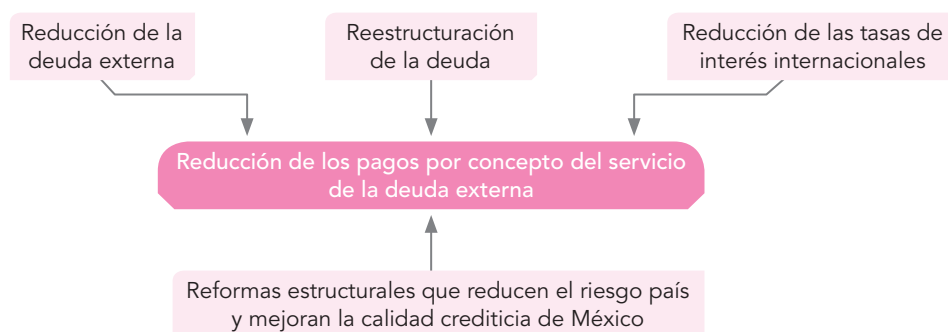 Reducción de la
deuda externa
Reestructuración
de la deuda
Reducción de las tasas de
interés internacionales
Reducción de los pagos por concepto del servicio
de la deuda externa
Reformas estructurales que reducen el riesgo país
y mejoran la calidad crediticia de México